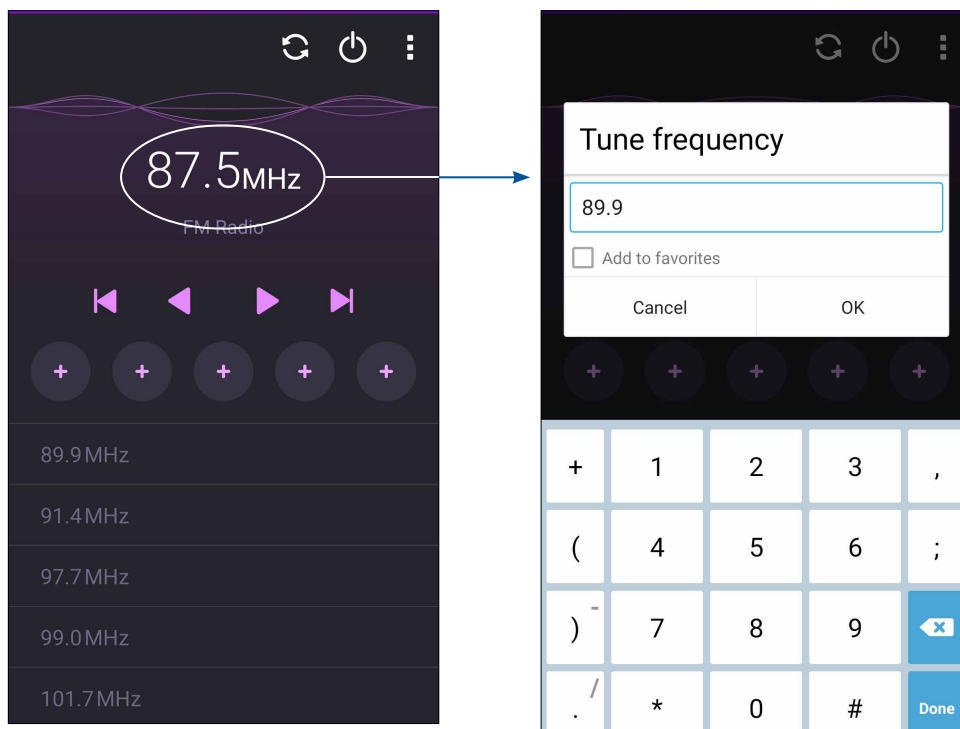 87.5MHz
FM Radio
+ + + + +
89.9MHz
91.4MHz
97.7MHz
99.0MHz
101.7MHz
Tune frequency
89.9
Add to favorites
Cancel OK
+ + + + +
+ 1 2 3 ,
( 4 5 6 ;
) - 7 8 9
. / * 0 # Done